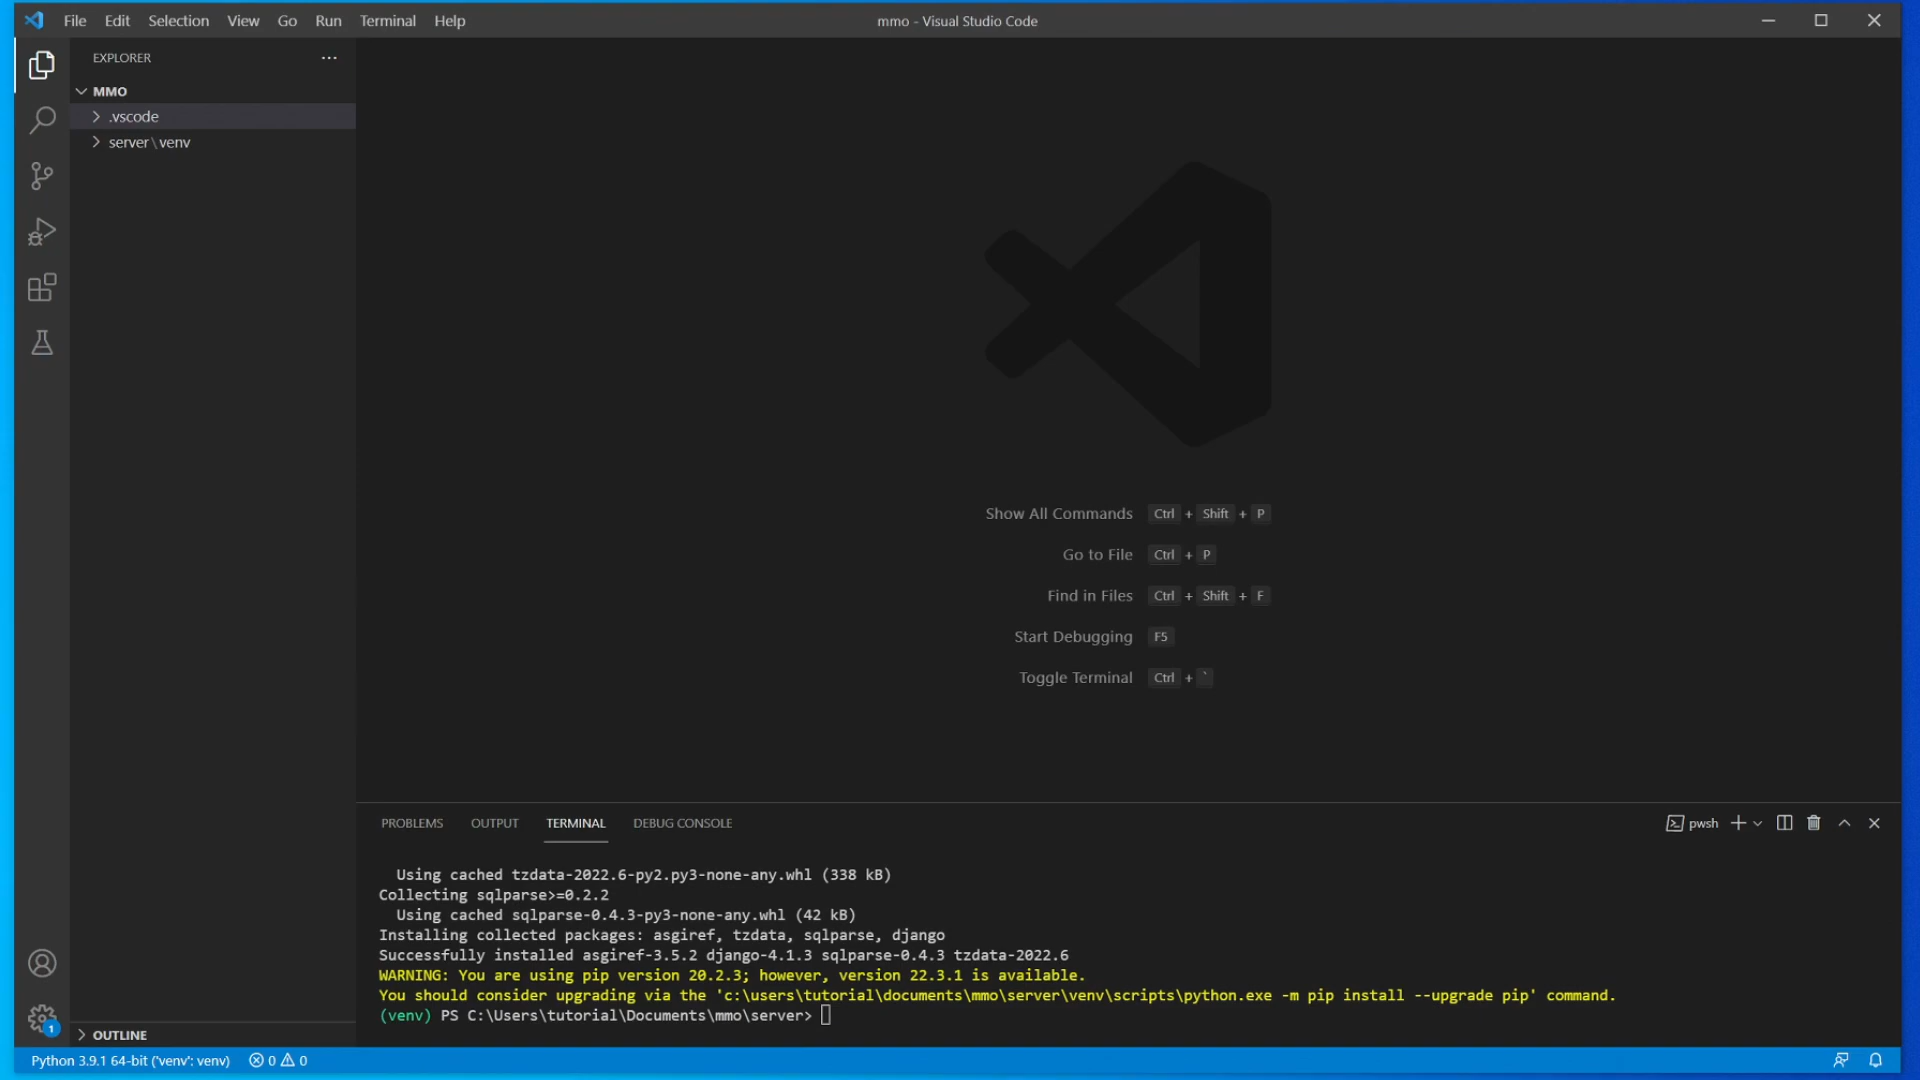 File Edit Selection View Go Run Terminal Help
mmo - Visual Studio Code
EXPLORER
MMO
.vscode
server\venv
Show All Commands Ctrl + Shift + P
Go to File Ctrl + P
Find in Files Ctrl + Shift + F
Start Debugging F5
Toggle Terminal Ctrl + `
PROBLEMS OUTPUT TERMINAL DEBUG CONSOLE
pwsh
Using cached tzdata-2022.6-py2.py3-none-any.whl (338 kB)
Collecting sqlparse>=0.2.2
Using cached sqlparse-0.4.3-py3-none-any.whl (42 kB)
Installing collected packages: asgiref, tzdata, sqlparse, django
Successfully installed asgiref-3.5.2 django-4.1.3 sqlparse-0.4.3 tzdata-2022.6
WARNING: You are using pip version 20.2.3; however, version 22.3.1 is available.
You should consider upgrading via the 'c:\users\tutorial\documents\mmo\server\venv\scripts\python.exe -m pip install --upgrade pip' command.
(venv) PS C:\Users\tutorial\Documents\mmo\server>
1
OUTLINE
Python 3.9.1 64-bit ('venv': venv) 0 0